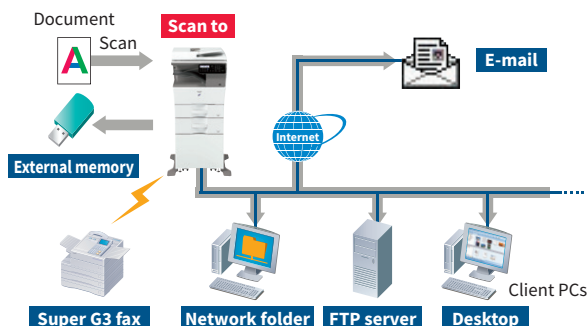 Document
Scan to
Scan
A
E-mail
Internet
External memory
Client PCs
Super G3 fax
Network folder
FTP server
Desktop